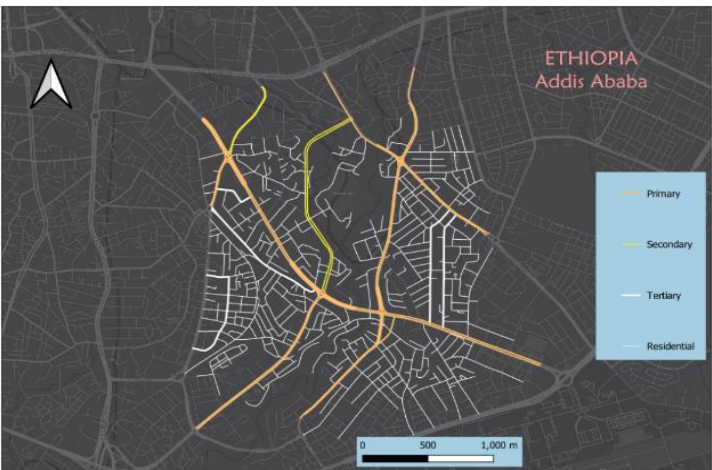 ETHIOPIA
Addis Ababa
Primary
Secondary
Tertiary
Residential
0 500 1,000 m